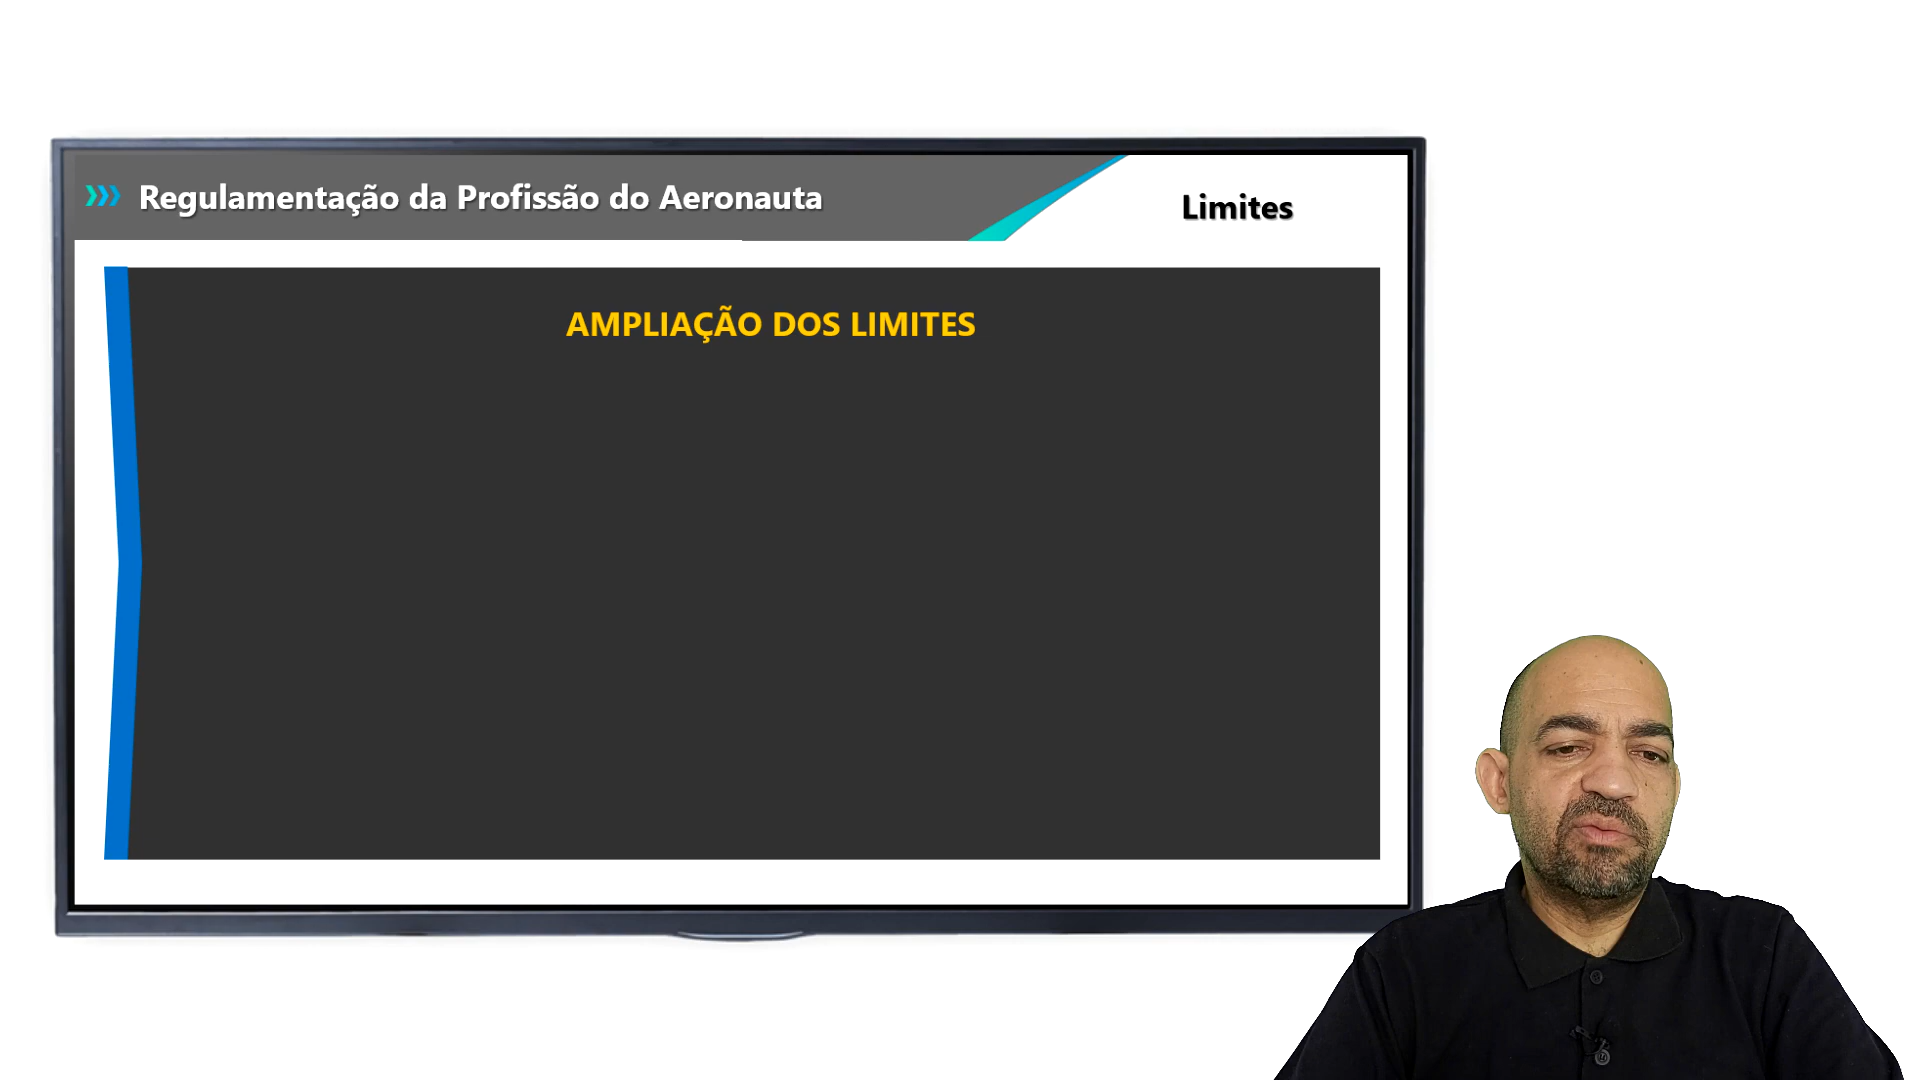 Regulamentação da Profissão do Aeronauta
Limites
AMPLIAÇÃO DOS LIMITES